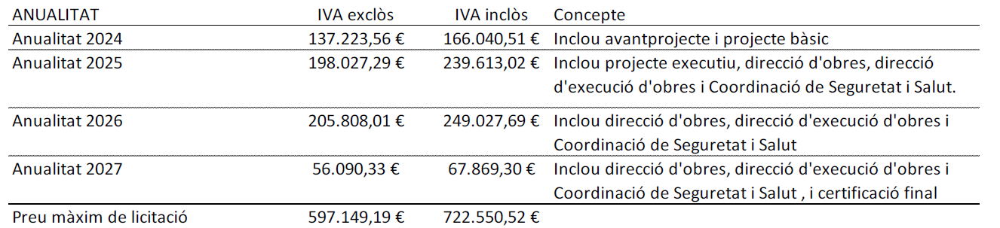 ANUALITAT IVA exclòs IVA inclòs Concepte
Anualitat 2024 137.223,56 € 166.040,51 € Inclou avantprojecte i projecte bàsic
Anualitat 2025 198.027,29 € 239.613,02 € Inclou projecte executiu, direcció d'obres, direcció
d'execució d'obres i Coordinació de Seguretat i Salut.
Anualitat 2026 205.808,01 € 249.027,69 € Inclou direcció d'obres, direcció d'execució d'obres i
Coordinació de Seguretat i Salut
Anualitat 2027 56.090,33 € 67.869,30 € Inclou direcció d'obres, direcció d'execució d'obres i
Coordinació de Seguretat i Salut , i certificació final
Preu màxim de licitació 597.149,19 € 722.550,52 €